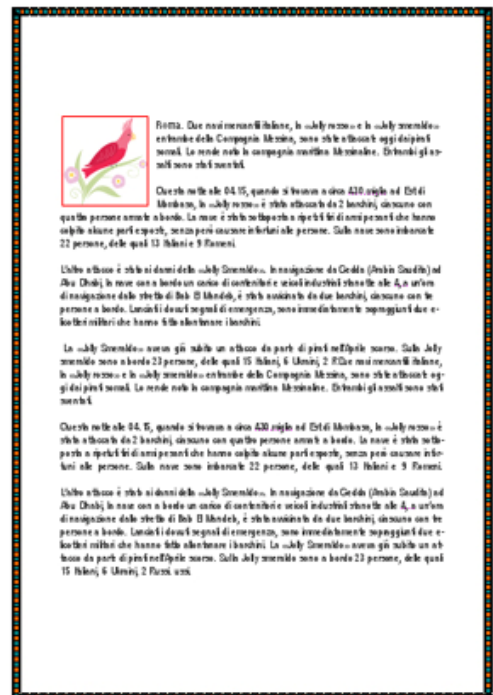 Roma. Due navi mercantili italiane, la «Jolly rosso» e la «Jolly smeraldo»
entrambe della Compagnia Messina, sono state attaccate oggi dai pirati
somali. Lo rende noto la compagnia marittima Messinaline. Entrambi gli as-
salti sono stati sventati.
Questa notte alle 04.15, quando si trovava a circa 430 miglia ad Est di
Mombasa, la «Jolly rosso» è stata attaccata da 2 barchini, ciascuno con
quattro persone armate a bordo. La nave è stata sottoposta a ripetuti tiri di armi pesanti che hanno
colpito alcune parti esposte, senza però causare infortuni alle persone. Sulla nave sono imbarcate
22 persone, delle quali 13 Italiani e 9 Romeni.
L'altro attacco è stato ai danni della «Jolly Smeraldo». In navigazione da Gedda (Arabia Saudita) ad
Abu Dhabi, la nave con a bordo un carico di contenitori e veicoli industriali stanotte alle 4, a un'ora
di navigazione dallo stretto di Bab El Mandeb, è stata avvicinata da due barchini, ciascuno con tre
persone a bordo. Lanciati i dovuti segnali di emergenza, sono immediatamente sopraggiunti due e-
licotteri militari che hanno fatto allontanare i barchini.
La «Jolly Smeraldo» aveva già subito un attacco da parte di pirati nell'Aprile scorso. Sulla Jolly
smeraldo sono a bordo 23 persone, delle quali 15 Italiani, 6 Ucraini, 2 R.Due navi mercantili italiane,
la «Jolly rosso» e la «Jolly smeraldo» entrambe della Compagnia Messina, sono state attaccate og-
gi dai pirati somali. Lo rende noto la compagnia marittima Messinaline. Entrambi gli assalti sono stati
sventati.
Questa notte alle 04.15, quando si trovava a circa 430 miglia ad Est di Mombasa, la «Jolly rosso» è
stata attaccata da 2 barchini, ciascuno con quattro persone armate a bordo. La nave è stata sotto-
posta a ripetuti tiri di armi pesanti che hanno colpito alcune parti esposte, senza però causare infor-
tuni alle persone. Sulla nave sono imbarcate 22 persone, delle quali 13 Italiani e 9 Romeni.
L'altro attacco è stato ai danni della «Jolly Smeraldo». In navigazione da Gedda (Arabia Saudita) ad
Abu Dhabi, la nave con a bordo un carico di contenitori e veicoli industriali stanotte alle 4, a un'ora
di navigazione dallo stretto di Bab El Mandeb, è stata avvicinata da due barchini, ciascuno con tre
persone a bordo. Lanciati i dovuti segnali di emergenza, sono immediatamente sopraggiunti due e-
licotteri militari che hanno fatto allontanare i barchini. La «Jolly Smeraldo» aveva già subito un at-
tacco da parte di pirati nell'Aprile scorso. Sulla Jolly smeraldo sono a bordo 23 persone, delle quali
15 Italiani, 6 Ucraini, 2 Russi. ussi.